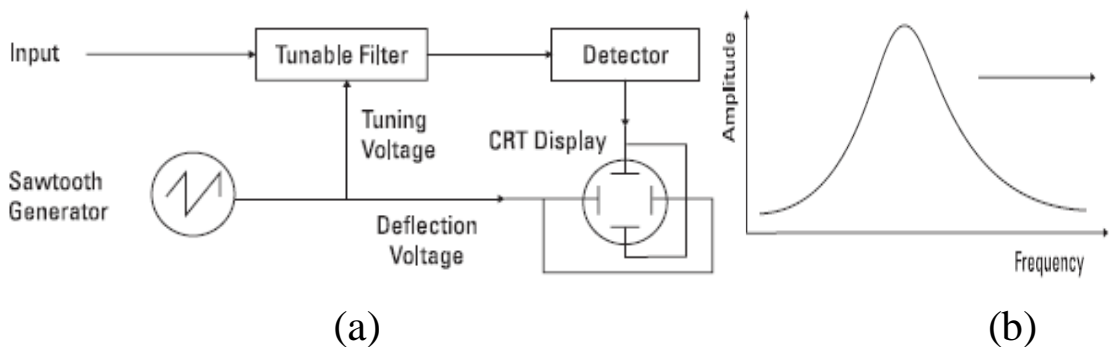 Input
Tunable Filter
Detector
Tuning
Voltage
CRT Display
Sawtooth
Generator
Deflection
Voltage
Amplitude
Frequency
(a)
(b)